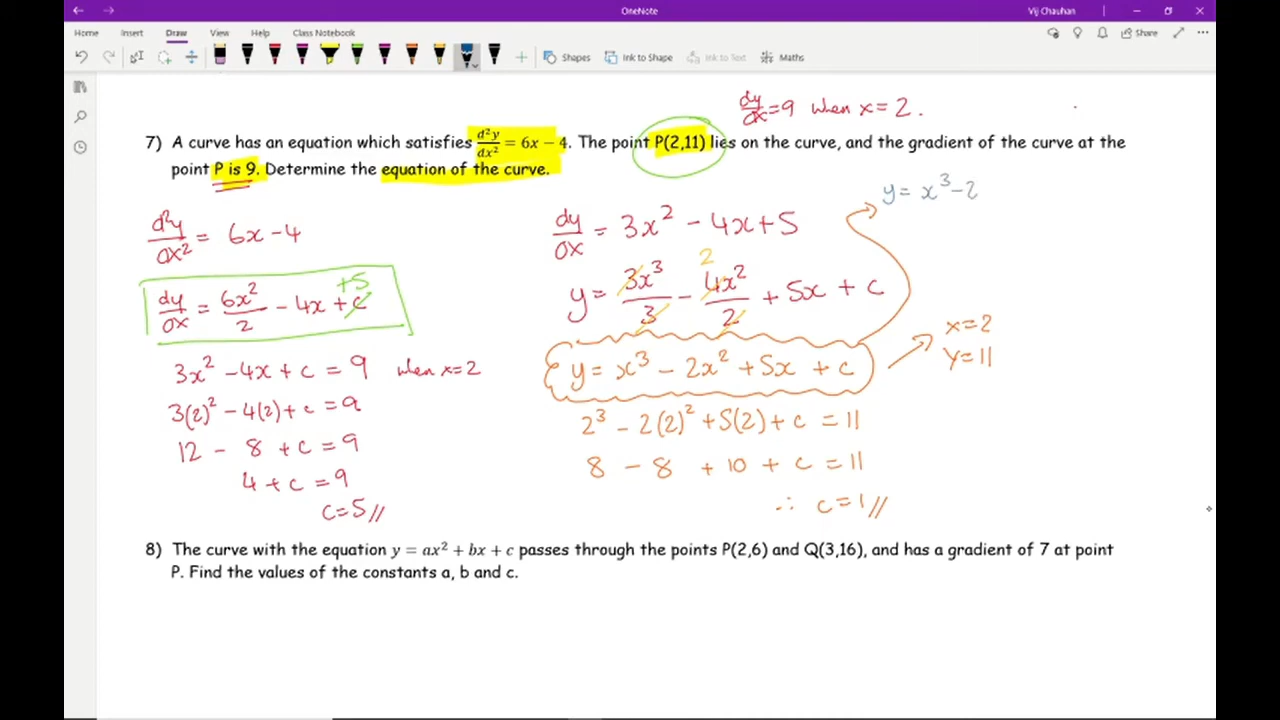 OneNote
Vij Chauhan
Home Insert Draw View Help Class Notebook
Share
Shapes Ink to Shape Ink to Text Maths
dy/dx = 9 when x = 2.
7) A curve has an equation which satisfies d²y/dx² = 6x − 4. The point P(2,11) lies on the curve, and the gradient of the curve at the
point P is 9. Determine the equation of the curve.
d²y/dx² = 6x − 4
dy/dx = 6x²/2 − 4x + c +5
3x² − 4x + c = 9 when x = 2
3(2)² − 4(2) + c = 9
12 − 8 + c = 9
4 + c = 9
c = 5 //
dy/dx = 3x² − 4x + 5
y = 3x³/3 − 4x²/2 + 5x + c
2
y = x³ − 2x² + 5x + c
2³ − 2(2)² + 5(2) + c = 11
8 − 8 + 10 + c = 11
∴ c = 1 //
y = x³ − 2
x = 2
y = 11
8) The curve with the equation y = ax² + bx + c passes through the points P(2,6) and Q(3,16), and has a gradient of 7 at point
P. Find the values of the constants a, b and c.